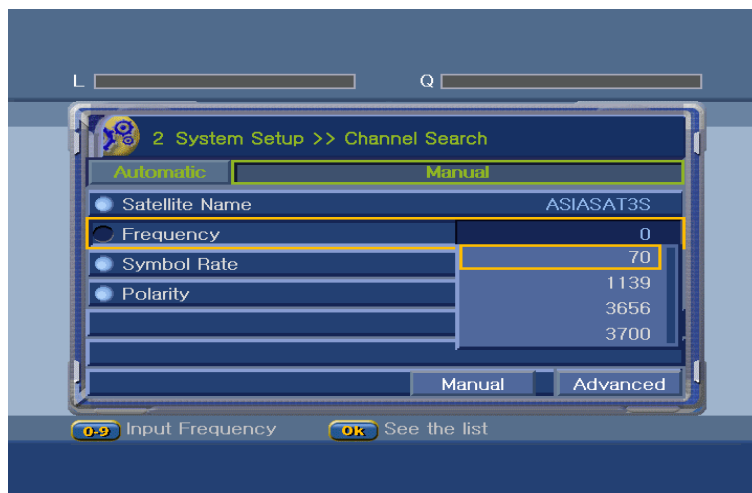 L Q
2 System Setup >> Channel Search
Automatic Manual
Satellite Name ASIASAT3S
Frequency 0
70
Symbol Rate
1139
Polarity
3656
3700
Manual Advanced
0-9 Input Frequency Ok See the list